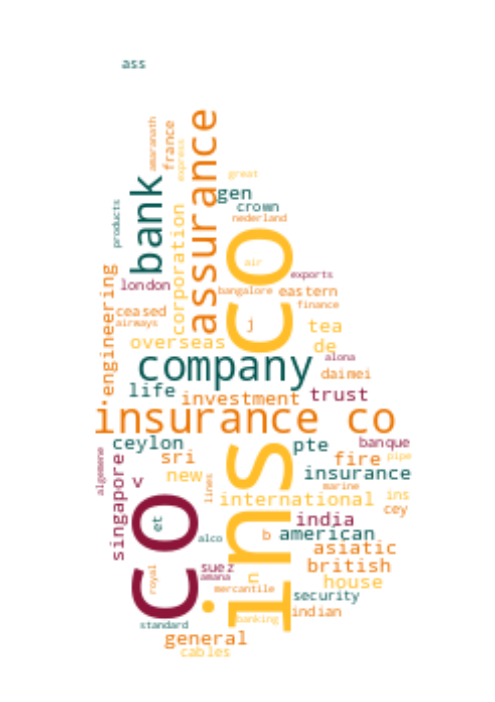 ass
amaranath
france
express
assurance
great
bank
gen
crown
products
corporation
nederland
ins co
air
engineering
london
exports
bangalore
eastern
finance
ceased
airways
j
tea
overseas
de
company
alona
daimei
life
investment
trust
insurance co
ceylon
pte
banque
algemene
singapore
sri
fire
pipe
v
new
insurance
lines
marine
international
ins
co
cey
et
india
alco
b
american
asiatic
suez
british
royal
amana
n
house
mercantile
security
indian
standard
banking
general
cables